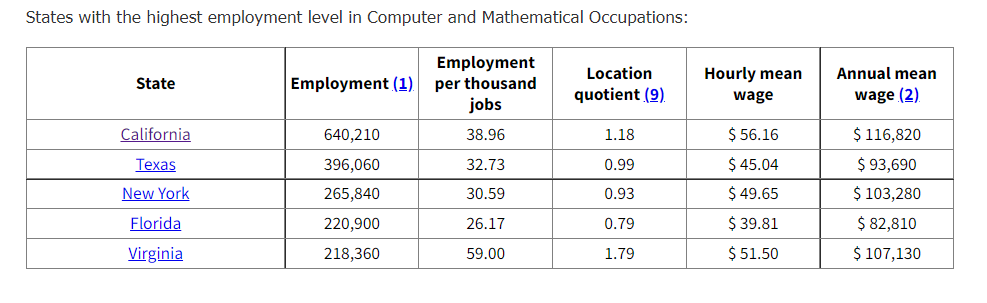 States with the highest employment level in Computer and Mathematical Occupations:
State Employment (1) Employment per thousand jobs Location quotient (9) Hourly mean wage Annual mean wage (2)
California 640,210 38.96 1.18 $ 56.16 $ 116,820
Texas 396,060 32.73 0.99 $ 45.04 $ 93,690
New York 265,840 30.59 0.93 $ 49.65 $ 103,280
Florida 220,900 26.17 0.79 $ 39.81 $ 82,810
Virginia 218,360 59.00 1.79 $ 51.50 $ 107,130